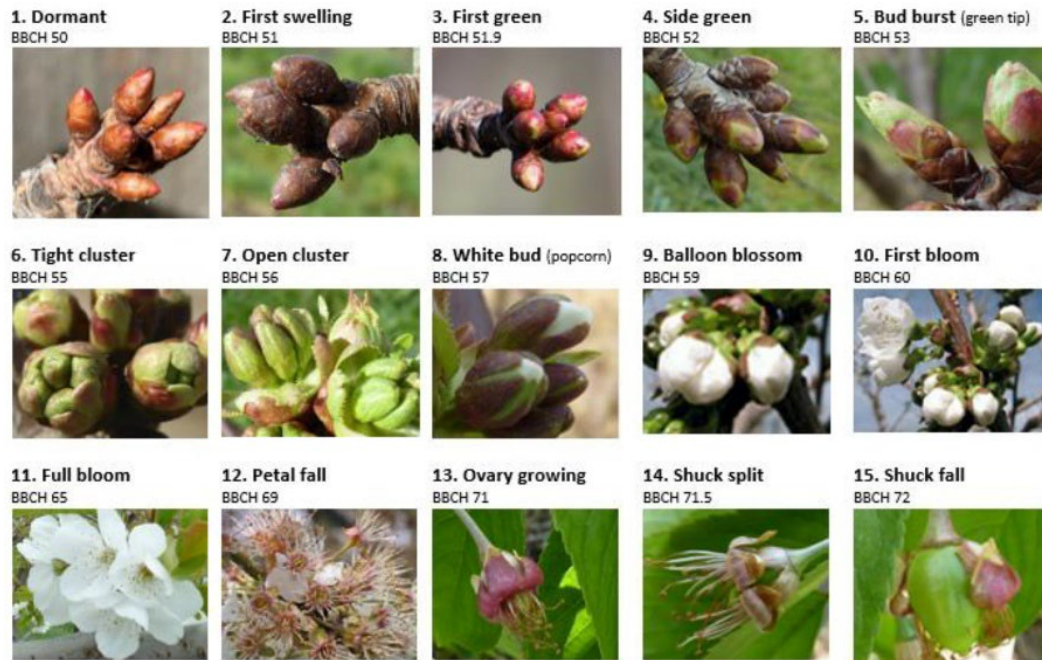 1. Dormant
BBCH 50
2. First swelling
BBCH 51
3. First green
BBCH 51.9
4. Side green
BBCH 52
5. Bud burst (green tip)
BBCH 53
6. Tight cluster
BBCH 55
7. Open cluster
BBCH 56
8. White bud (popcorn)
BBCH 57
9. Balloon blossom
BBCH 59
10. First bloom
BBCH 60
11. Full bloom
BBCH 65
12. Petal fall
BBCH 69
13. Ovary growing
BBCH 71
14. Shuck split
BBCH 71.5
15. Shuck fall
BBCH 72